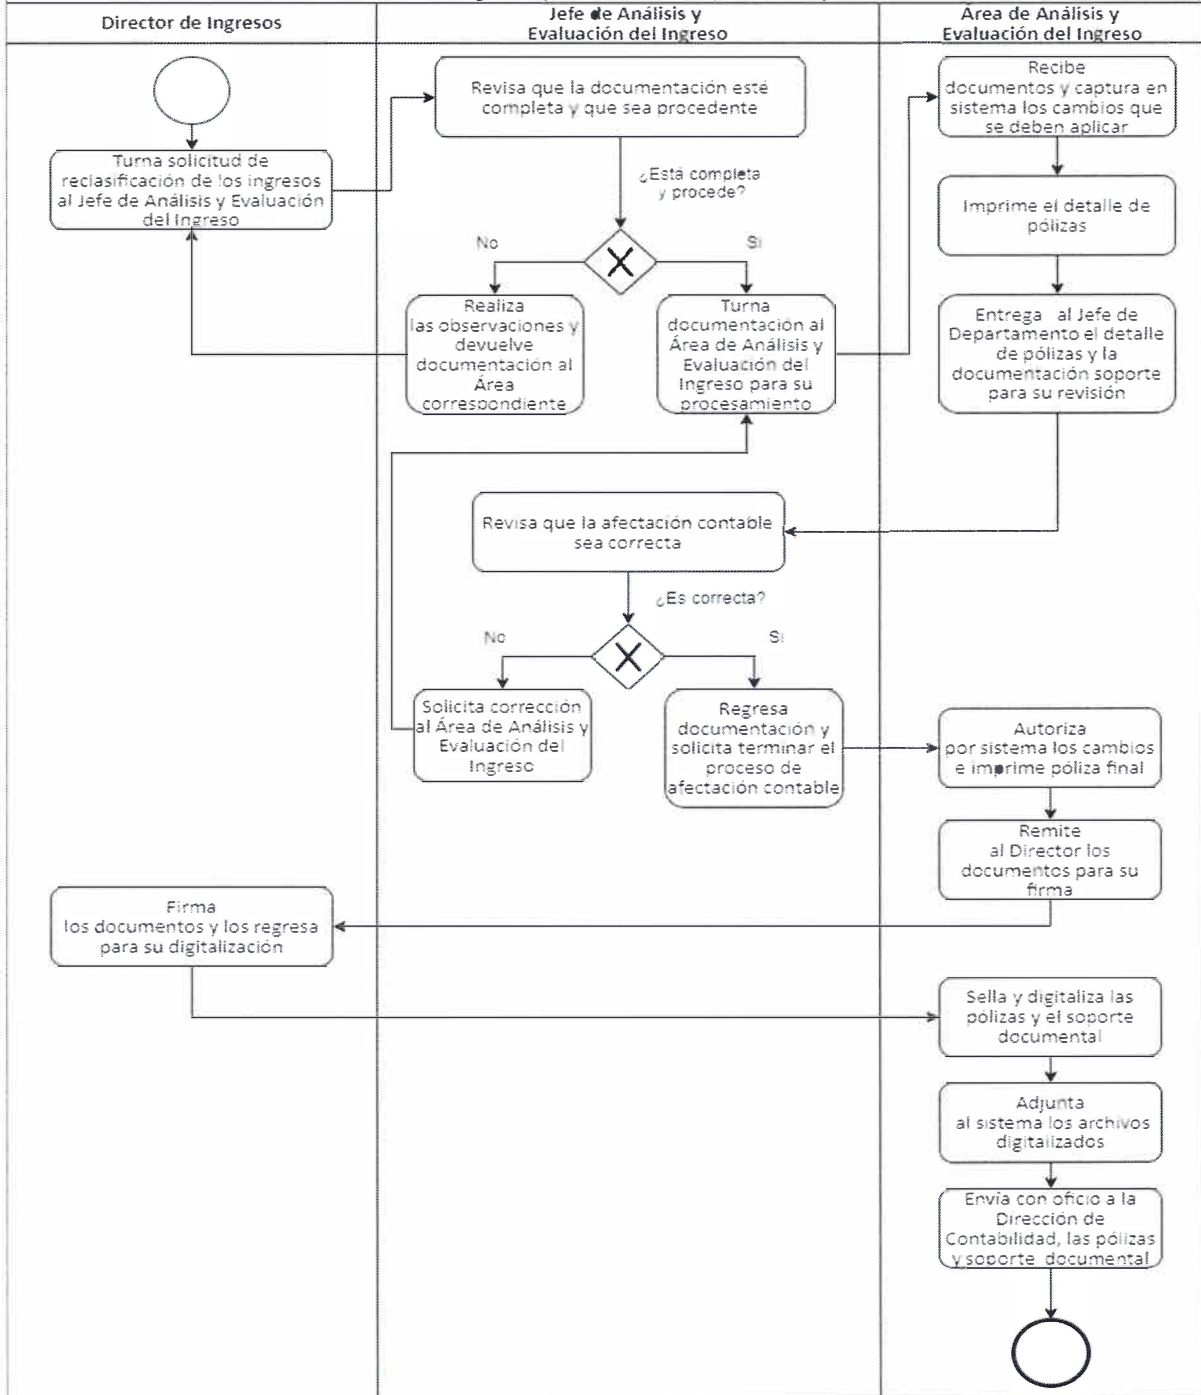 Director de Ingresos
Jefe de Análisis y
Evaluación del Ingreso
Área de Análisis y
Evaluación del Ingreso
Turna solicitud de
reclasificación de los ingresos
al Jefe de Análisis y Evaluación
del Ingreso
Revisa que la documentación esté
completa y que sea procedente
¿Está completa
y procede?
No
Si
Realiza
las observaciones y
devuelve
documentación al
Área
correspondiente
Turna
documentación al
Área de Análisis y
Evaluación del
Ingreso para su
procesamiento
Recibe
documentos y captura en
sistema los cambios que
se deben aplicar
Imprime el detalle de
pólizas
Entrega al Jefe de
Departamento el detalle
de pólizas y la
documentación soporte
para su revisión
Revisa que la afectación contable
sea correcta
¿Es correcta?
No
Si
Solicita corrección
al Área de Análisis y
Evaluación del
Ingreso
Regresa
documentación y
solicita terminar el
proceso de
afectación contable
Autoriza
por sistema los cambios
e imprime póliza final
Remite
al Director los
documentos para su
firma
Firma
los documentos y los regresa
para su digitalización
Sella y digitaliza las
pólizas y el soporte
documental
Adjunta
al sistema los archivos
digitalizados
Envía con oficio a la
Dirección de
Contabilidad, las pólizas
y soporte documental